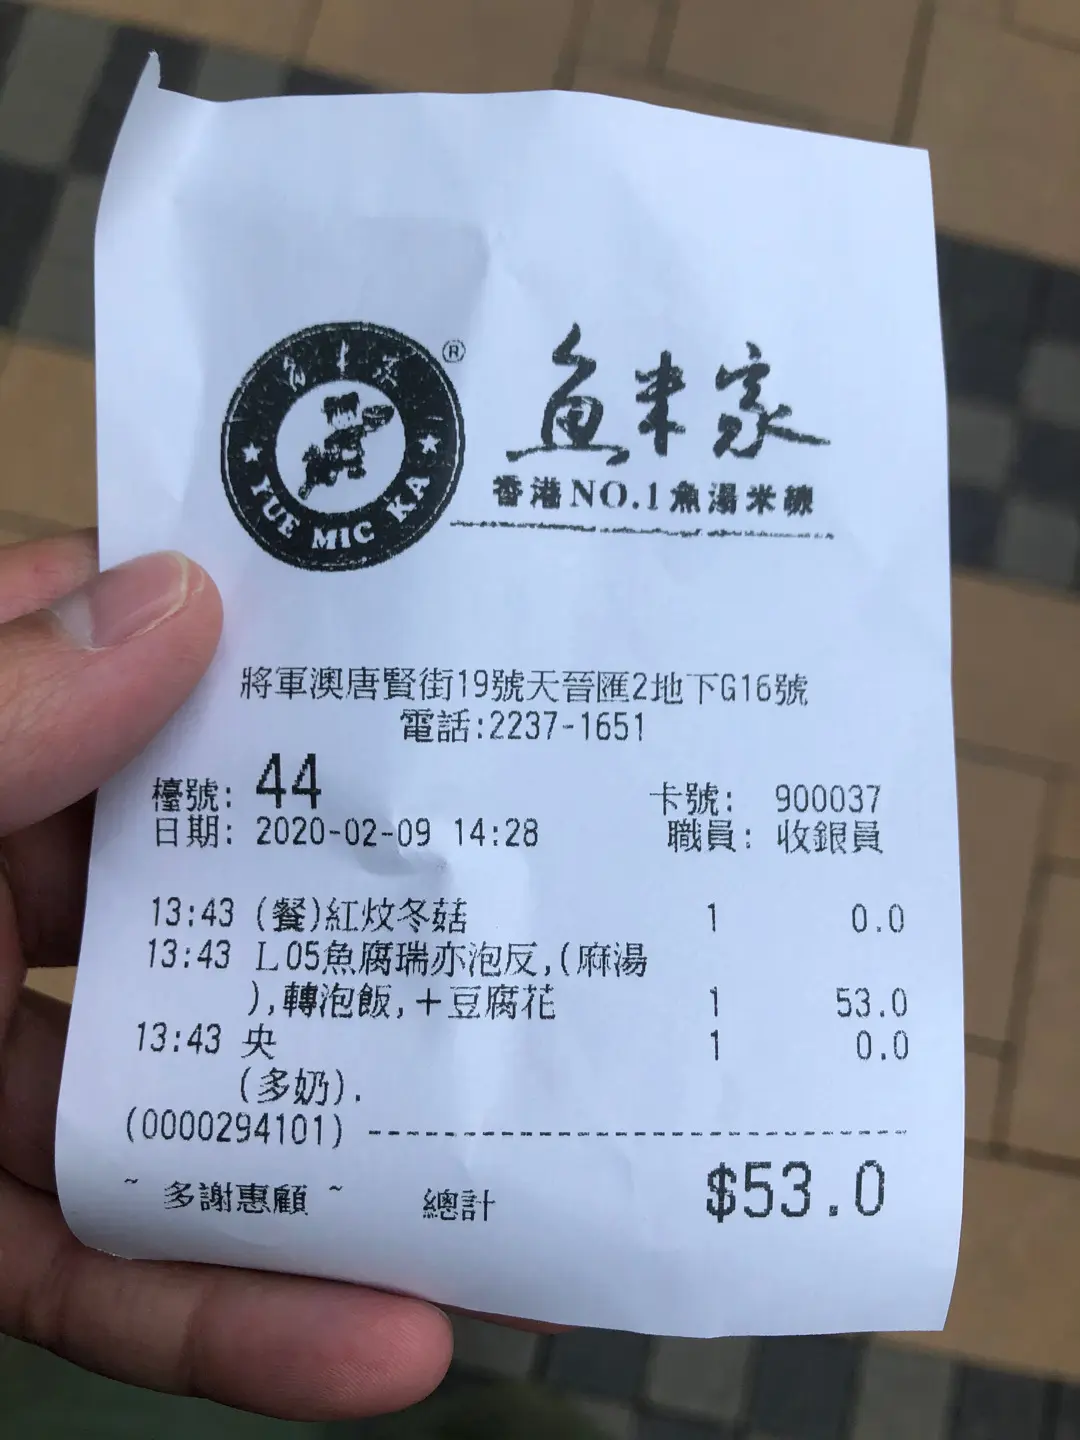 魚米家
YUE MIC KA
®
魚米家
香港NO.1魚湯米線
將軍澳唐賢街19號天晉匯2地下G16號
電話:2237-1651
檯號: 44 卡號: 900037
日期: 2020-02-09 14:28 職員: 收銀員
13:43 (餐)紅炆冬菇 1 0.0
13:43 L05魚腐瑞亦泡反,(麻湯
),轉泡飯,+豆腐花 1 53.0
13:43 央 1 0.0
(多奶).
(0000294101) --------------------------------
~ 多謝惠顧 ~ 總計 $53.0